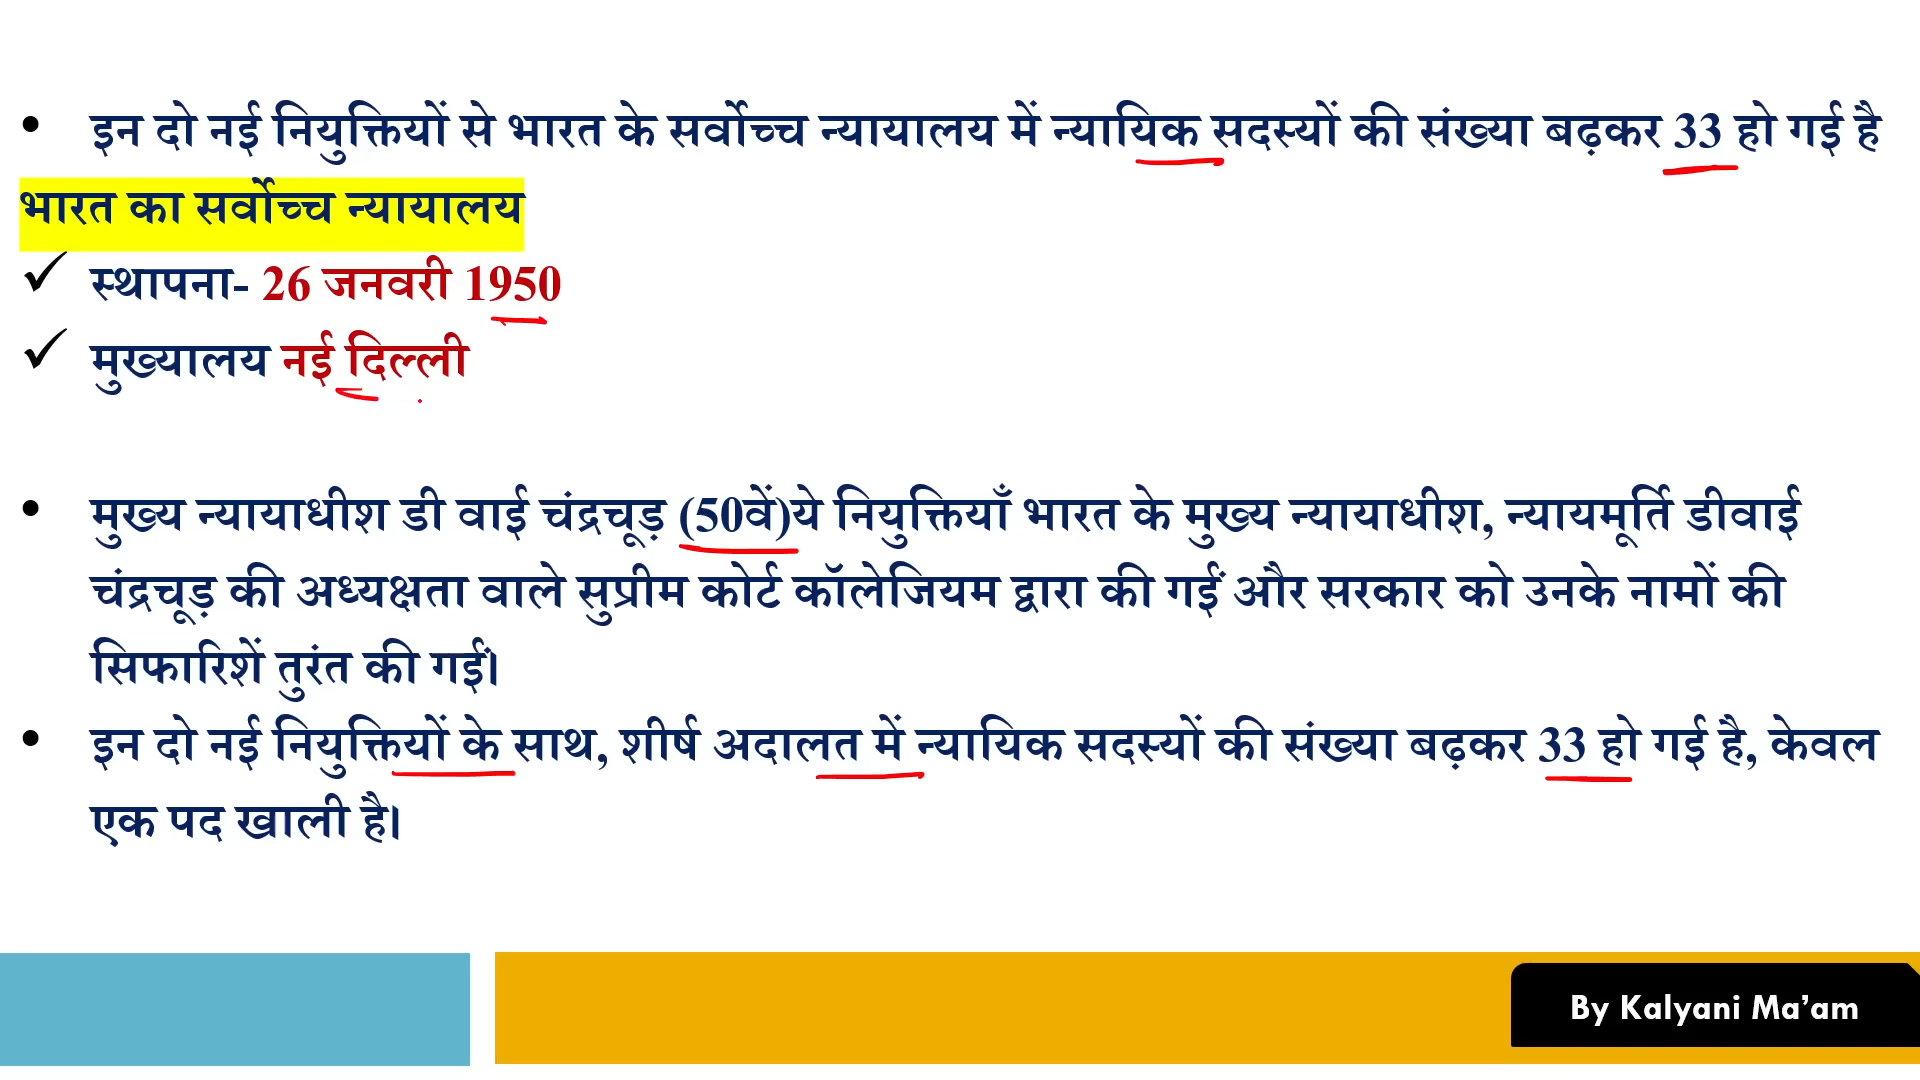 • इन दो नई नियुक्तियों से भारत के सर्वोच्च न्यायालय में न्यायिक सदस्यों की संख्या बढ़कर 33 हो गई है
भारत का सर्वोच्च न्यायालय
✓ स्थापना- 26 जनवरी 1950
✓ मुख्यालय नई दिल्ली
• मुख्य न्यायाधीश डी वाई चंद्रचूड़ (50वें)ये नियुक्तियाँ भारत के मुख्य न्यायाधीश, न्यायमूर्ति डीवाई
चंद्रचूड़ की अध्यक्षता वाले सुप्रीम कोर्ट कॉलेजियम द्वारा की गईं और सरकार को उनके नामों की
सिफारिशें तुरंत की गईं।
• इन दो नई नियुक्तियों के साथ, शीर्ष अदालत में न्यायिक सदस्यों की संख्या बढ़कर 33 हो गई है, केवल
एक पद खाली है।
By Kalyani Ma’am